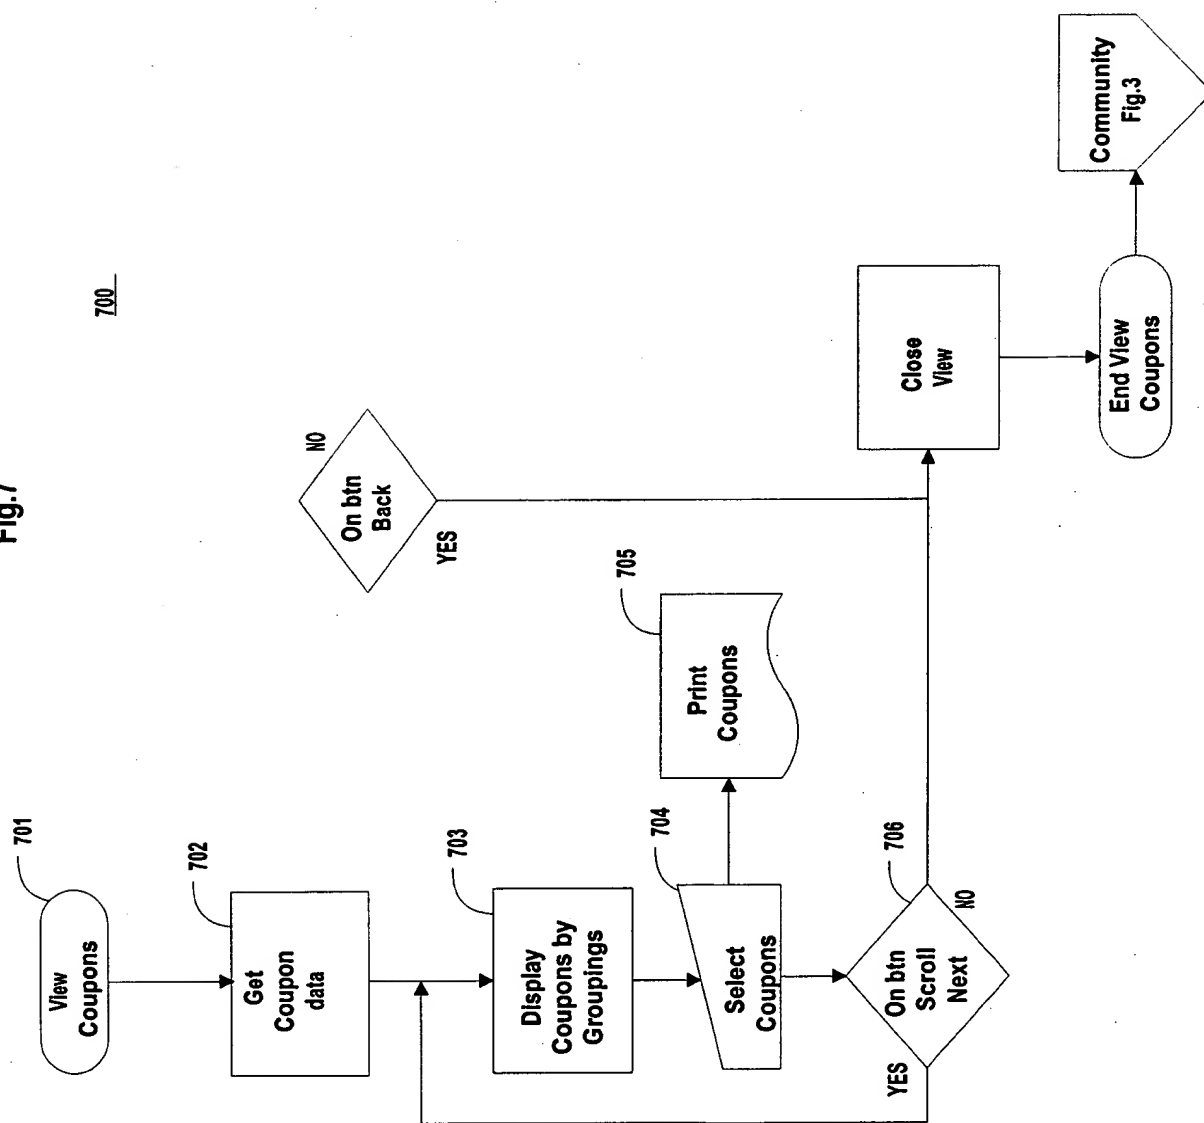 Fig.7
700
701
View
Coupons
702
Get
Coupon
data
703
Display
Coupons by
Groupings
704
Select
Coupons
705
Print
Coupons
706
On btn
Scroll
Next
YES
NO
On btn
Back
NO
YES
Close
View
End View
Coupons
Community
Fig.3